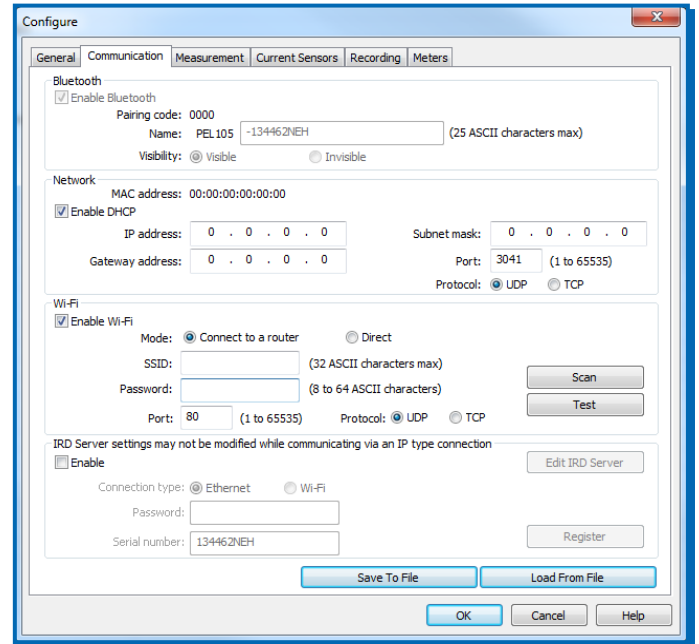 Configure
General Communication Measurement Current Sensors Recording Meters
Bluetooth
Enable Bluetooth
Pairing code: 0000
Name: PEL105 -134462NEH (25 ASCII characters max)
Visibility: Visible Invisible
Network
MAC address: 00:00:00:00:00:00
Enable DHCP
IP address: 0 . 0 . 0 . 0 Subnet mask: 0 . 0 . 0 . 0
Gateway address: 0 . 0 . 0 . 0 Port: 3041 (1 to 65535)
Protocol: UDP TCP
Wi-Fi
Enable Wi-Fi
Mode: Connect to a router Direct
SSID: (32 ASCII characters max)
Scan
Password: (8 to 64 ASCII characters)
Test
Port: 80 (1 to 65535) Protocol: UDP TCP
IRD Server settings may not be modified while communicating via an IP type connection
Enable Edit IRD Server
Connection type: Ethernet Wi-Fi
Password:
Serial number: 134462NEH Register
Save To File Load From File
OK Cancel Help